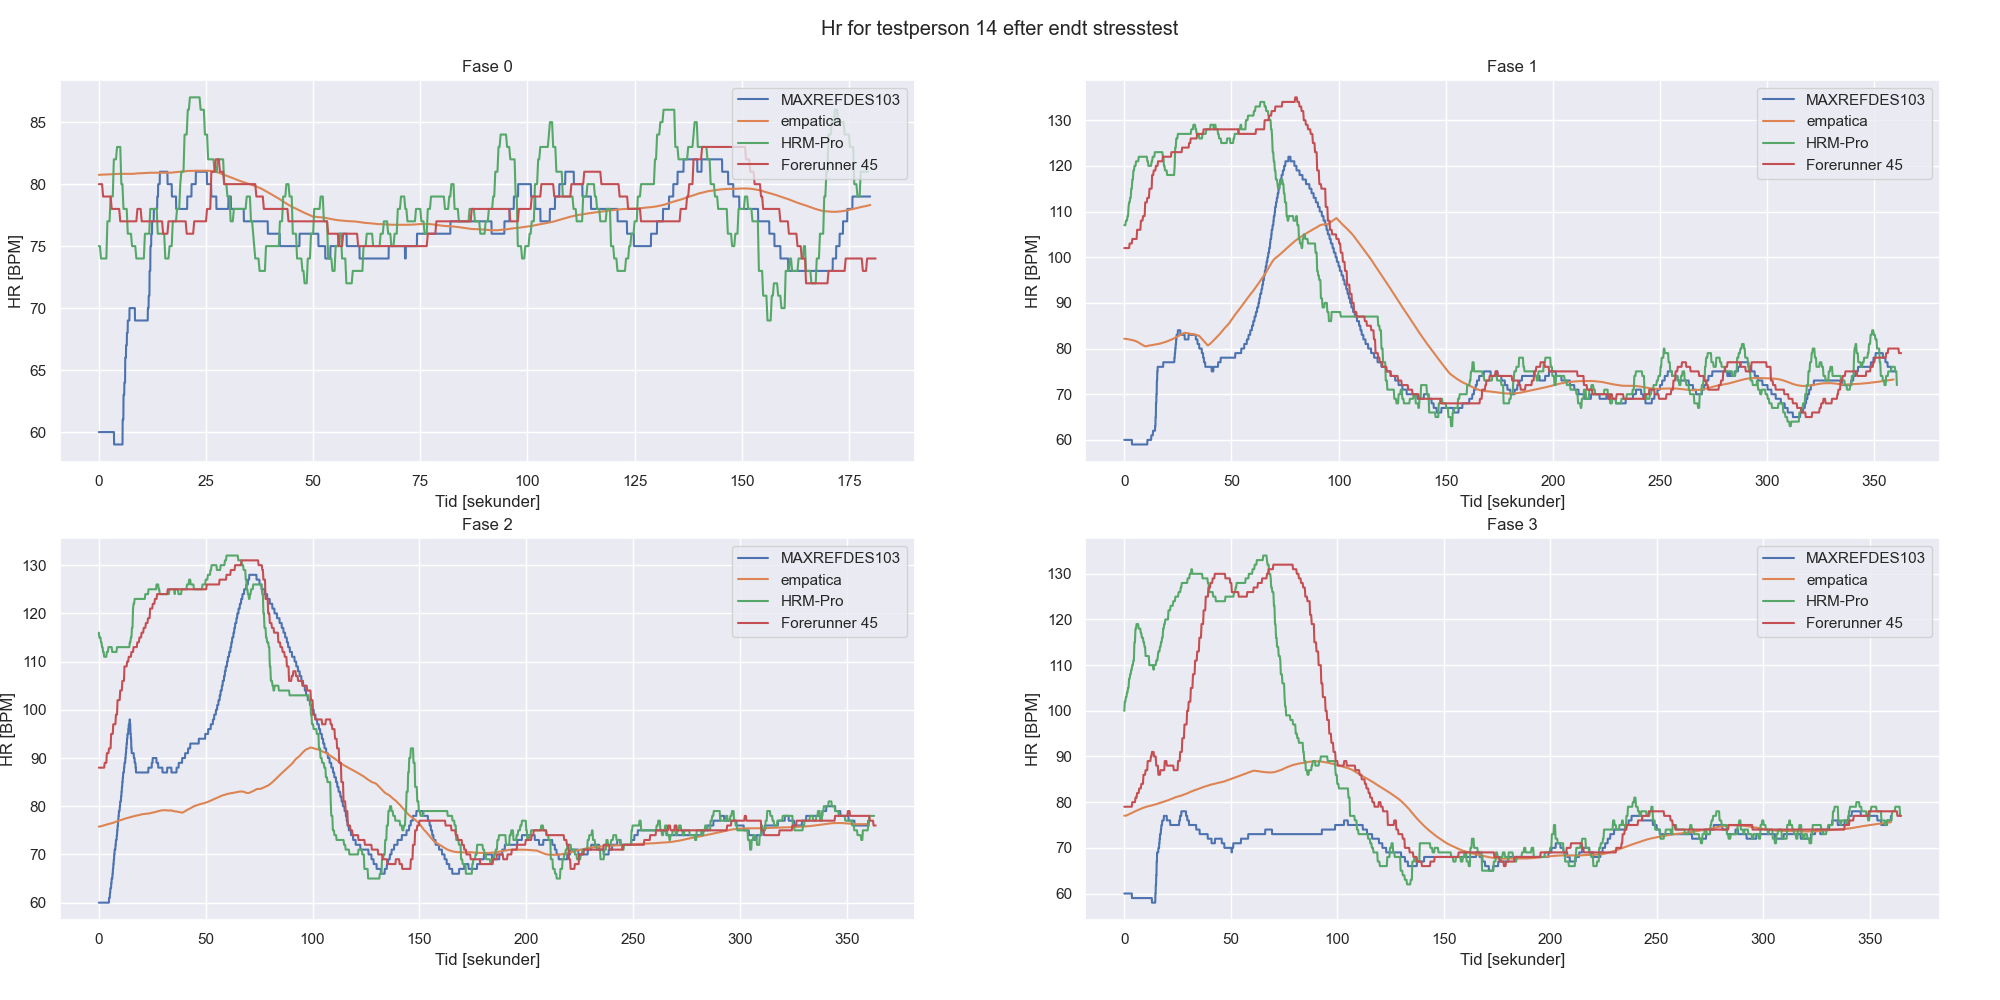 Hr for testperson 14 efter endt stresstest
Fase 0
MAXREFDES103
empatica
HRM-Pro
Forerunner 45
HR [BPM]
85
80
75
70
65
60
0 25 50 75 100 125 150 175
Tid [sekunder]
Fase 1
MAXREFDES103
empatica
HRM-Pro
Forerunner 45
HR [BPM]
130
120
110
100
90
80
70
60
0 50 100 150 200 250 300 350
Tid [sekunder]
Fase 2
MAXREFDES103
empatica
HRM-Pro
Forerunner 45
HR [BPM]
130
120
110
100
90
80
70
60
0 50 100 150 200 250 300 350
Tid [sekunder]
Fase 3
MAXREFDES103
empatica
HRM-Pro
Forerunner 45
HR [BPM]
130
120
110
100
90
80
70
60
0 50 100 150 200 250 300 350
Tid [sekunder]